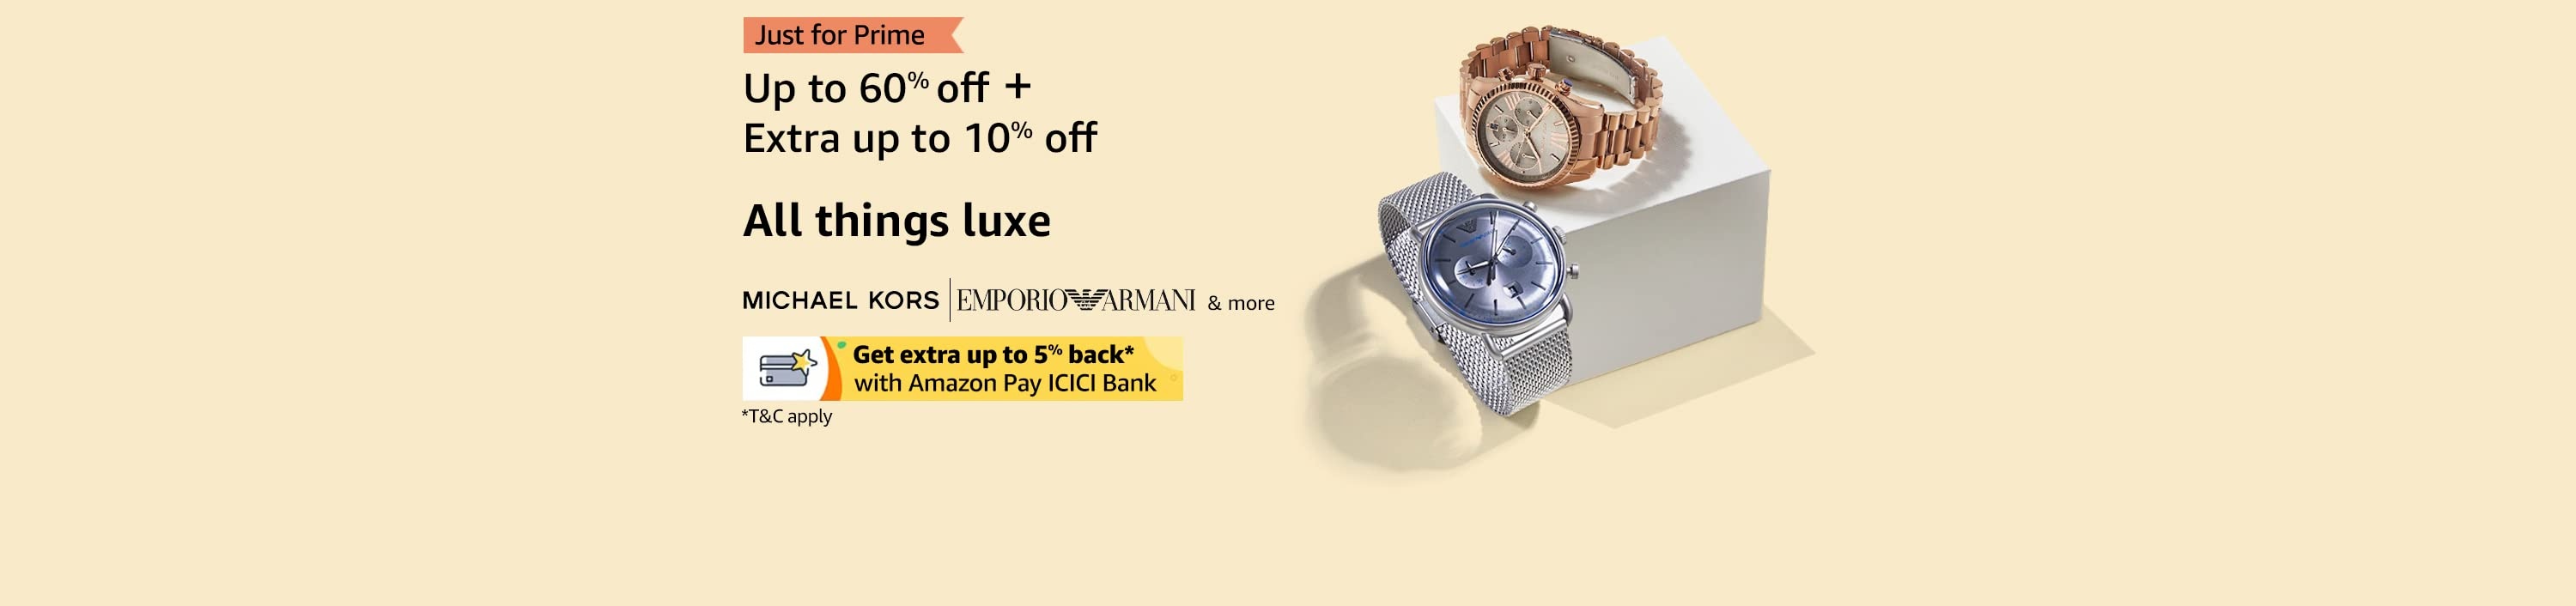 Just for Prime
Up to 60% off +
Extra up to 10% off
All things luxe
MICHAEL KORS | EMPORIO ARMANI & more
Get extra up to 5% back*
with Amazon Pay ICICI Bank
*T&C apply